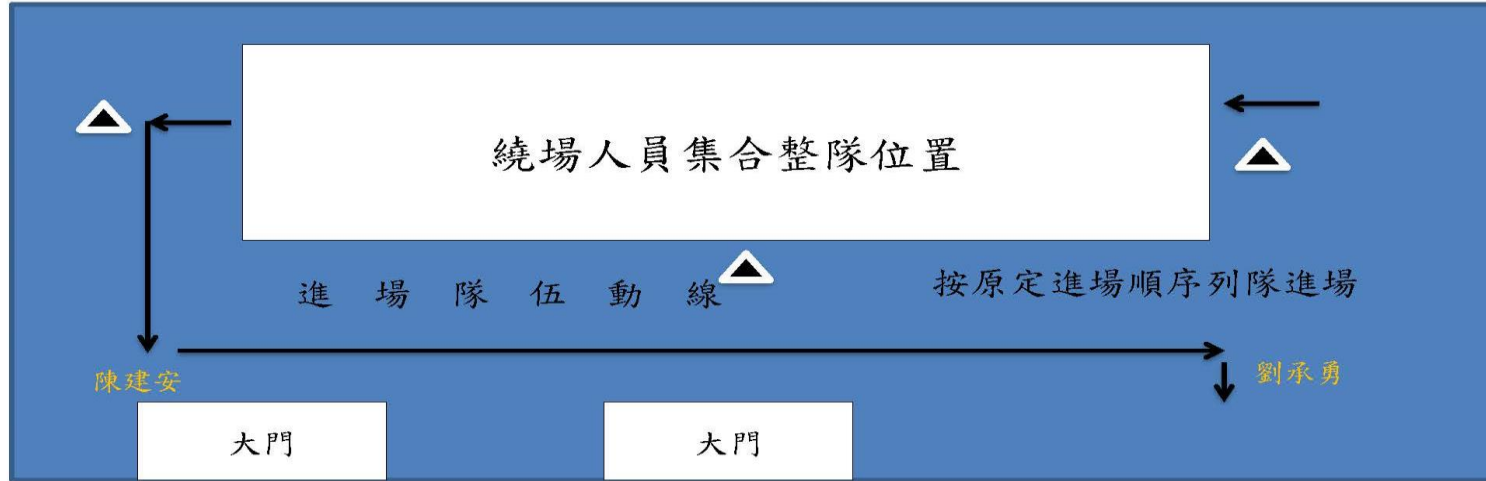 繞場人員集合整隊位置
進場隊伍動線
按原定進場順序列隊進場
陳建安
劉承勇
大門
大門